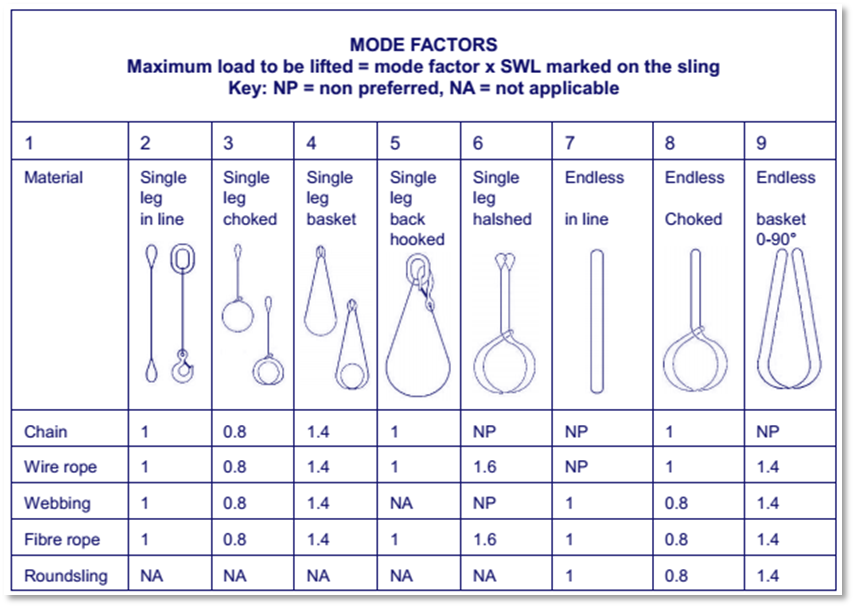 MODE FACTORS
Maximum load to be lifted = mode factor x SWL marked on the sling
Key: NP = non preferred, NA = not applicable
1 2 3 4 5 6 7 8 9
Material Single leg in line Single leg choked Single leg basket Single leg back hooked Single leg halshed Endless in line Endless Choked Endless basket 0-90°
Chain 1 0.8 1.4 1 NP NP 1 NP
Wire rope 1 0.8 1.4 1 1.6 NP 1 1.4
Webbing 1 0.8 1.4 NA NP 1 0.8 1.4
Fibre rope 1 0.8 1.4 1 1.6 1 0.8 1.4
Roundsling NA NA NA NA NA 1 0.8 1.4